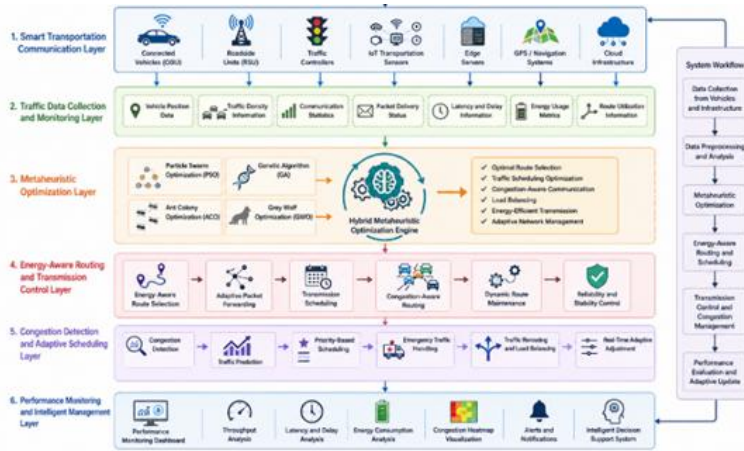 1. Smart Transportation
Communication Layer
Connected
Vehicles (OBU)
Roadside
Units (RSU)
Traffic
Controllers
IoT Transportation
Sensors
Edge
Servers
GPS / Navigation
Systems
Cloud
Infrastructure
2. Traffic Data Collection
and Monitoring Layer
Vehicle Position
Data
Traffic Density
Information
Communication
Statistics
Packet Delivery
Status
Latency and Delay
Information
Energy Usage
Metrics
Route Utilization
Information
3. Metaheuristic
Optimization Layer
Particle Swarm
Optimization (PSO)
Genetic Algorithm
(GA)
Ant Colony
Optimization (ACO)
Grey Wolf
Optimization (GWO)
Hybrid Metaheuristic
Optimization Engine
✓ Optimal Route Selection
✓ Traffic Scheduling Optimization
✓ Congestion-Aware Communication
✓ Load Balancing
✓ Energy-Efficient Transmission
✓ Adaptive Network Management
4. Energy-Aware Routing
and Transmission
Control Layer
Energy-Aware
Route Selection
Adaptive Packet
Forwarding
Transmission
Scheduling
Congestion-Aware
Routing
Dynamic Route
Maintenance
Reliability and
Stability Control
5. Congestion Detection
and Adaptive Scheduling
Layer
Congestion
Detection
Traffic Prediction
Priority-Based
Scheduling
Emergency Traffic
Handling
Traffic Rerouting
and Load Balancing
Real-Time Adaptive
Adjustment
6. Performance Monitoring
and Intelligent Management
Layer
Performance
Monitoring Dashboard
Throughput
Analysis
Latency and Delay
Analysis
Energy Consumption
Analysis
Congestion Heatmap
Visualization
Alerts and
Notifications
Intelligent Decision
Support System
System Workflow
Data Collection
from Vehicles
and Infrastructure
Data Preprocessing
and Analysis
Metaheuristic
Optimization
Energy-Aware
Routing and
Scheduling
Transmission
Control and
Congestion
Management
Performance
Evaluation and
Adaptive Update